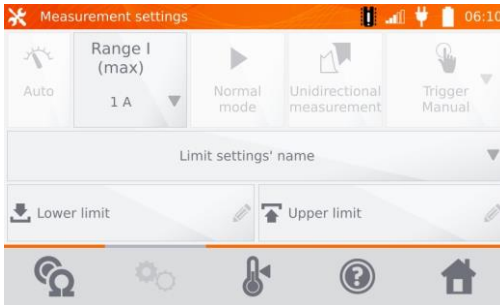 Measurement settings
06:10
Auto
Range I
(max)
1 A
Normal
mode
Unidirectional
measurement
Trigger
Manual
Limit settings' name
Lower limit
Upper limit